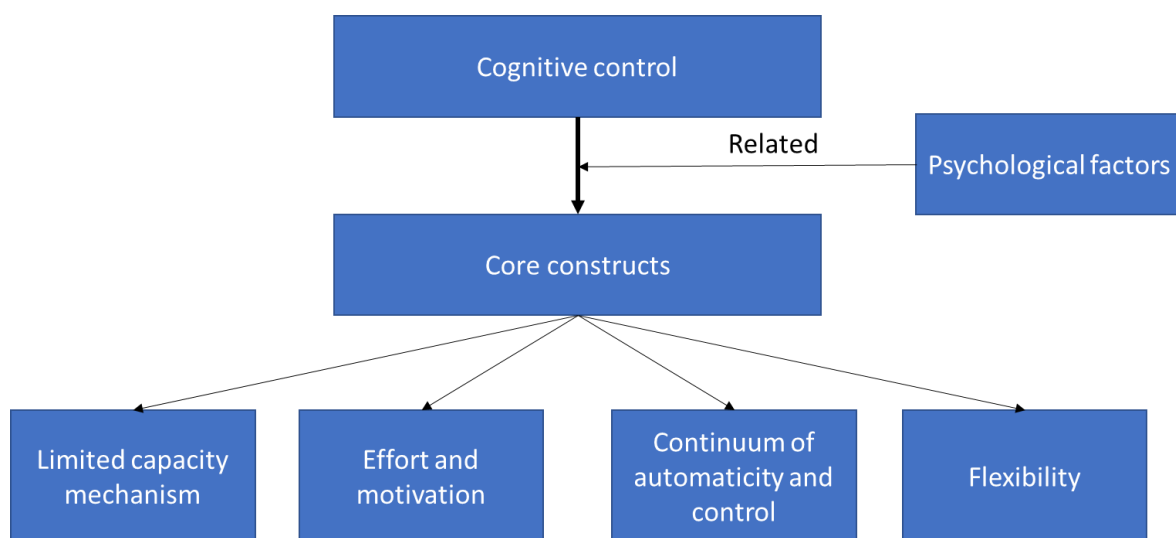 Cognitive control
Related
Psychological factors
Core constructs
Limited capacity
mechanism
Effort and
motivation
Continuum of
automaticity and
control
Flexibility